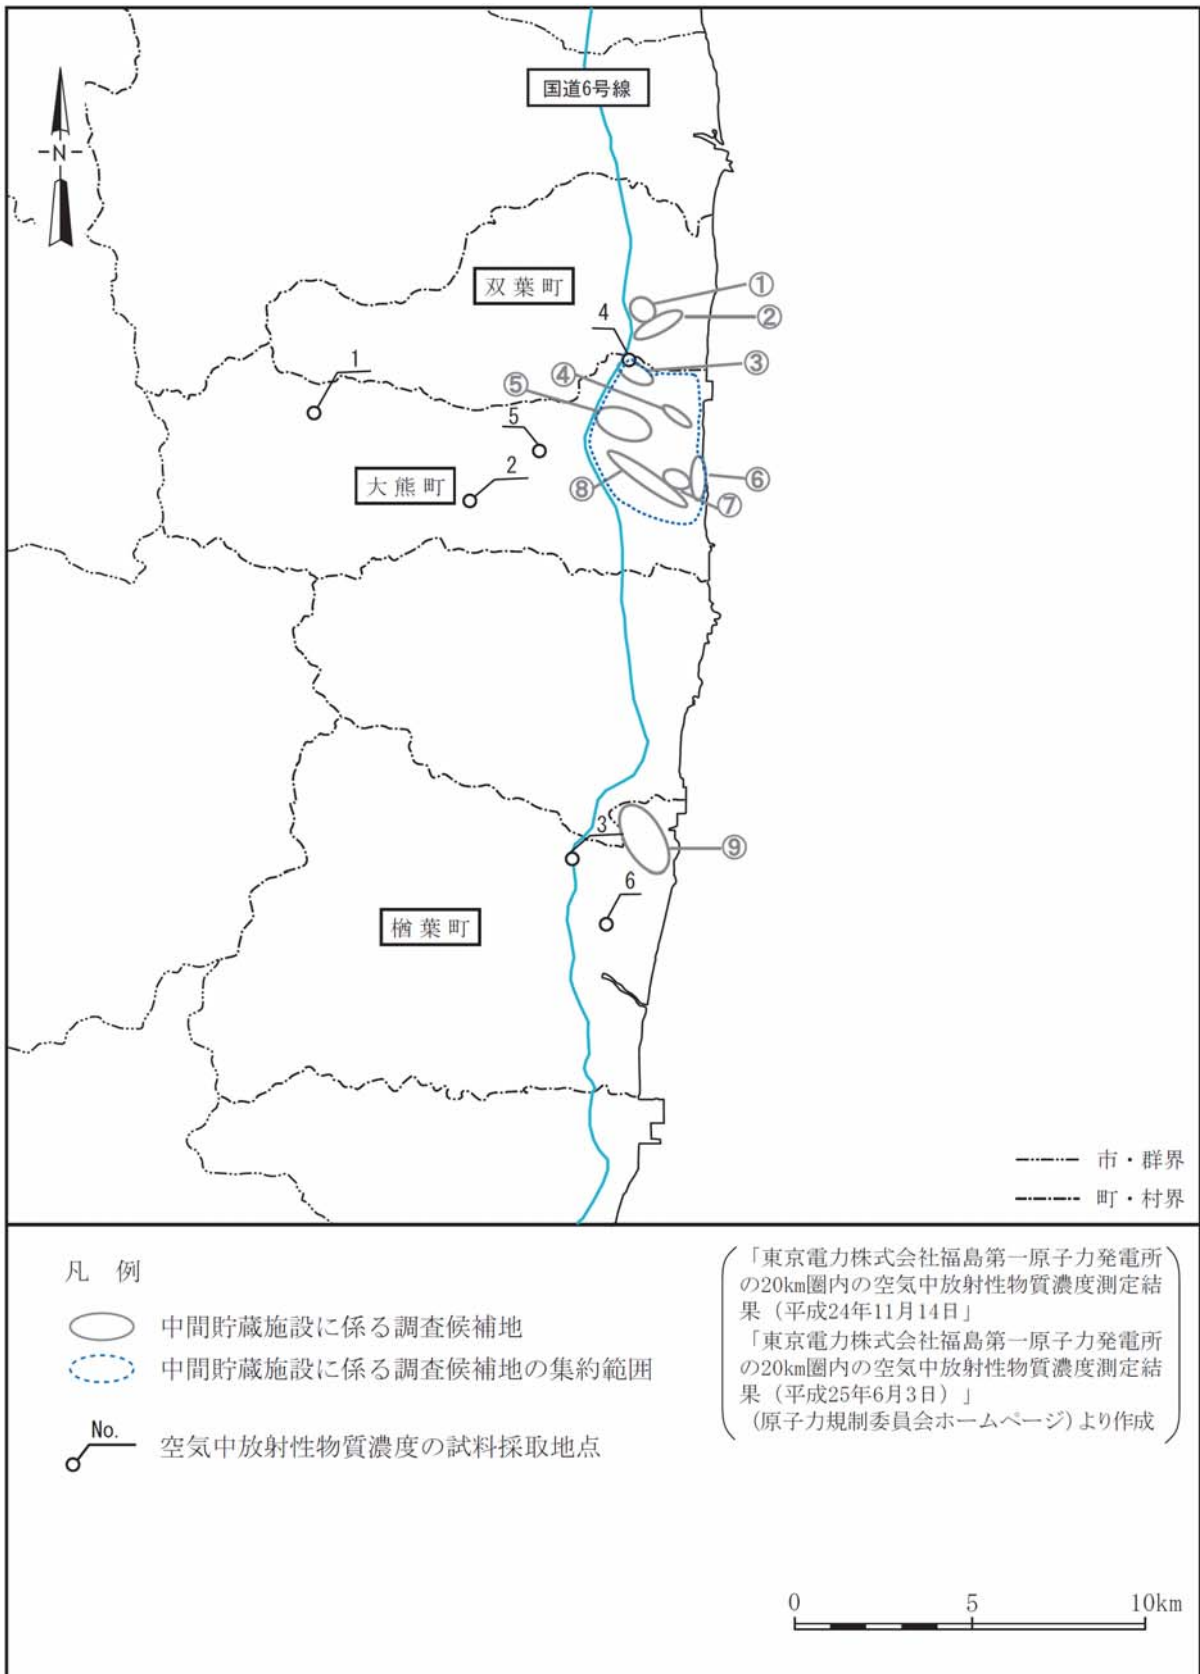 国道6号線
N
双葉町
①
②
4
③
1
④
⑤
5
2
大熊町
⑥
⑧
⑦
3
⑨
6
楢葉町
市・群界
町・村界
凡 例
中間貯蔵施設に係る調査候補地
中間貯蔵施設に係る調査候補地の集約範囲
No.
空気中放射性物質濃度の試料採取地点
「東京電力株式会社福島第一原子力発電所
の20km圏内の空気中放射性物質濃度測定結
果（平成24年11月14日」
「東京電力株式会社福島第一原子力発電所
の20km圏内の空気中放射性物質濃度測定結
果（平成25年6月3日）」
（原子力規制委員会ホームページ）より作成
0 5 10km